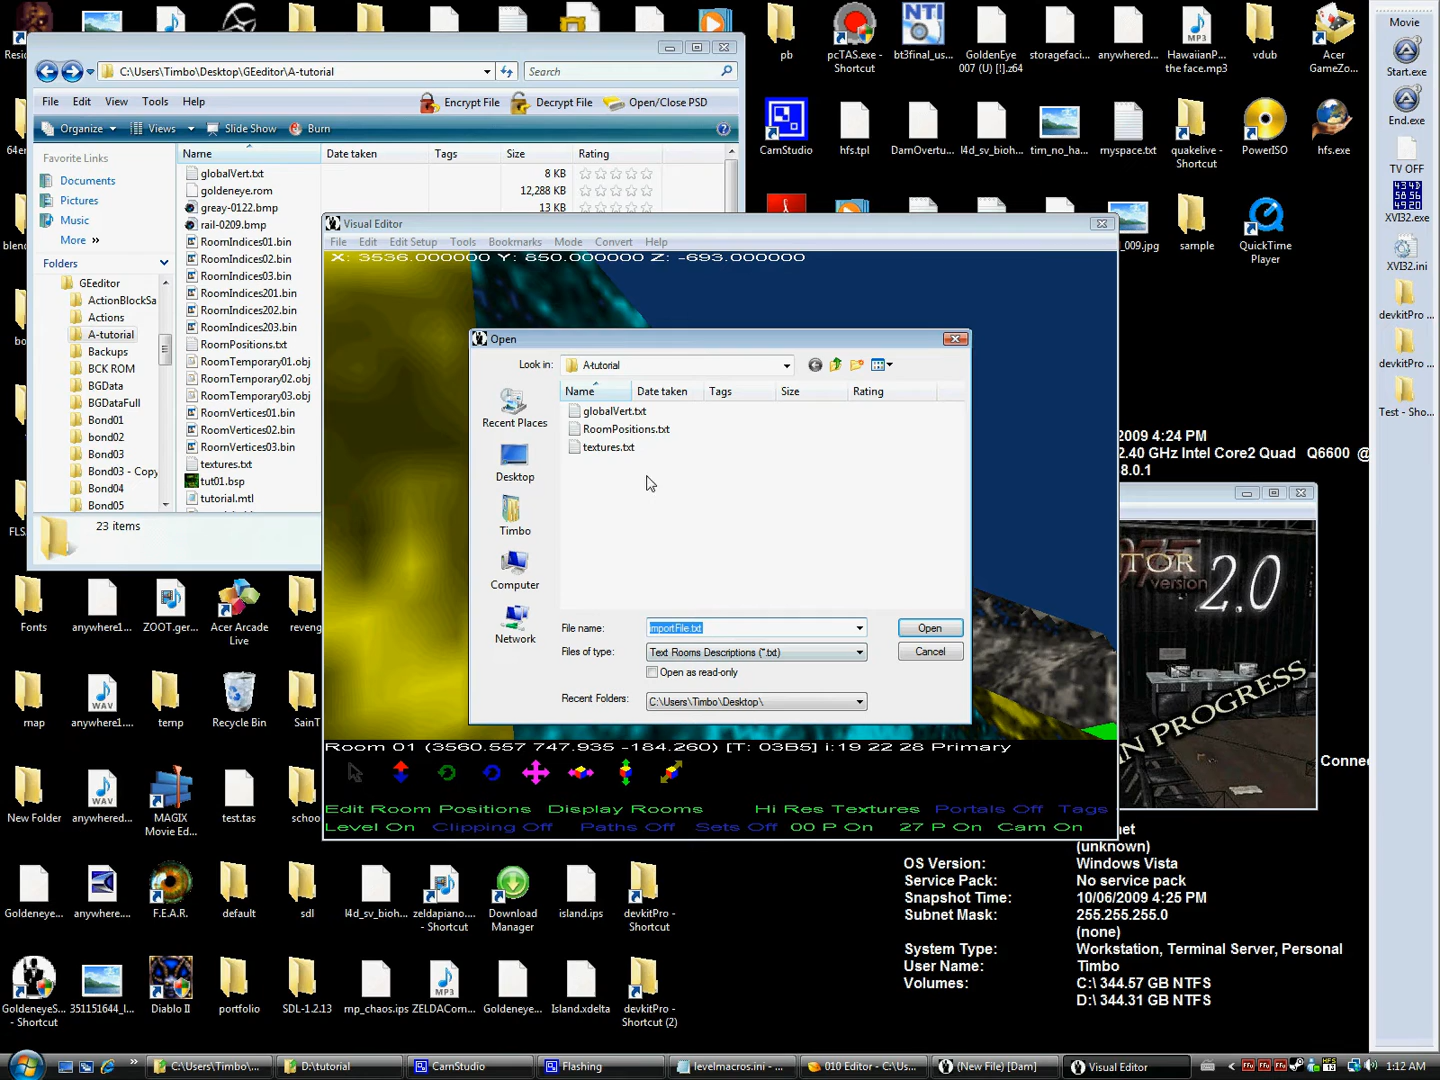 C:\Users\Timbo\Desktop\GEeditor\A-tutorial
Search
File Edit View Tools Help
Encrypt File Decrypt File Open/Close PSD
Organize Views Slide Show Burn
Favorite Links
Documents
Pictures
Music
More »
Folders
GEeditor
ActionBlockSa
Actions
A-tutorial
Backups
BCK ROM
BGData
BGDataFull
Bond01
bond02
Bond03
Bond03 - Copy
Bond04
Bond05
Name Date taken Tags Size Rating
globalVert.txt 8 KB
goldeneye.rom 12,288 KB
greay-0122.bmp 13 KB
rail-0209.bmp
RoomIndices01.bin
RoomIndices02.bin
RoomIndices03.bin
RoomIndices201.bin
RoomIndices202.bin
RoomIndices203.bin
RoomPositions.txt
RoomTemporary01.obj
RoomTemporary02.obj
RoomTemporary03.obj
RoomVertices01.bin
RoomVertices02.bin
RoomVertices03.bin
textures.txt
tut01.bsp
tutorial.mtl
23 items
Visual Editor
File Edit Edit Setup Tools Bookmarks Mode Convert Help
X: 3536.000000 Y: 850.000000 Z: -693.000000
Open
Look in: A-tutorial
Name Date taken Tags Size Rating
globalVert.txt
RoomPositions.txt
textures.txt
Recent Places
Desktop
Timbo
Computer
Network
File name: importFile.txt
Open
Files of type: Text Rooms Descriptions (*.txt)
Cancel
Open as read-only
Recent Folders: C:\Users\Timbo\Desktop\
Room 01 (3560.557 747.935 -184.260) [T: 03B5] i:19 22 28 Primary
Edit Room Positions Display Rooms Hi Res Textures Portals Off Tags
Level On Clipping Off Paths Off Sets Off 00 P On 27 P On Cam On
pb
pcTAS.exe - Shortcut
NTI
bt3final_us...
GoldenEye 007 (U) [!].z64
storagefaci...
anywhered...
MP3
HawaiianP... the face.mp3
vdub
Acer GameZo...
CamStudio
hfs.tpl
DamOvertu...
l4d_sv_bioh...
tim_no_ha...
myspace.txt
quakelive - Shortcut
PowerISO
hfs.exe
_009.jpg
sample
QuickTime Player
Movie
Start.exe
End.exe
TV OFF
XVI32.exe
XVI32.ini
devkitPro ...
devkitPro ...
Test - Sho...
2009 4:24 PM
2.40 GHz Intel Core2 Quad Q6600 @
8.0.1
TOR
version 2.0
N PROGRESS
Conne
net
(unknown)
OS Version: Windows Vista
Service Pack: No service pack
Snapshot Time: 10/06/2009 4:25 PM
Subnet Mask: 255.255.255.0
(none)
System Type: Workstation, Terminal Server, Personal
User Name: Timbo
Volumes: C:\ 344.57 GB NTFS
D:\ 344.31 GB NTFS
Fonts
anywhere1...
ZOOT.ger...
Acer Arcade Live
reveng
map
WAV
anywhere1...
temp
Recycle Bin
SainT
New Folder
WAV
anywhered...
MAGIX Movie Ed...
test.tas
schoo
Goldeneye...
anywhere....
F.E.A.R.
default
sdl
l4d_sv_bioh...
zeldapiano.... - Shortcut
Download Manager
island.ips
devkitPro - Shortcut
GoldeneyeS... - Shortcut
351151644_l...
Diablo II
portfolio
SDL-1.2.13
rnp_chaos.ips
MP3
ZELDACorn...
Goldeneye...
Island.xdelta
devkitPro - Shortcut (2)
C:\Users\Timbo\...
D:\tutorial
CamStudio
Flashing
levelmacros.ini - ...
010 Editor - C:\Us...
(New File) [Dam]
Visual Editor
1:12 AM